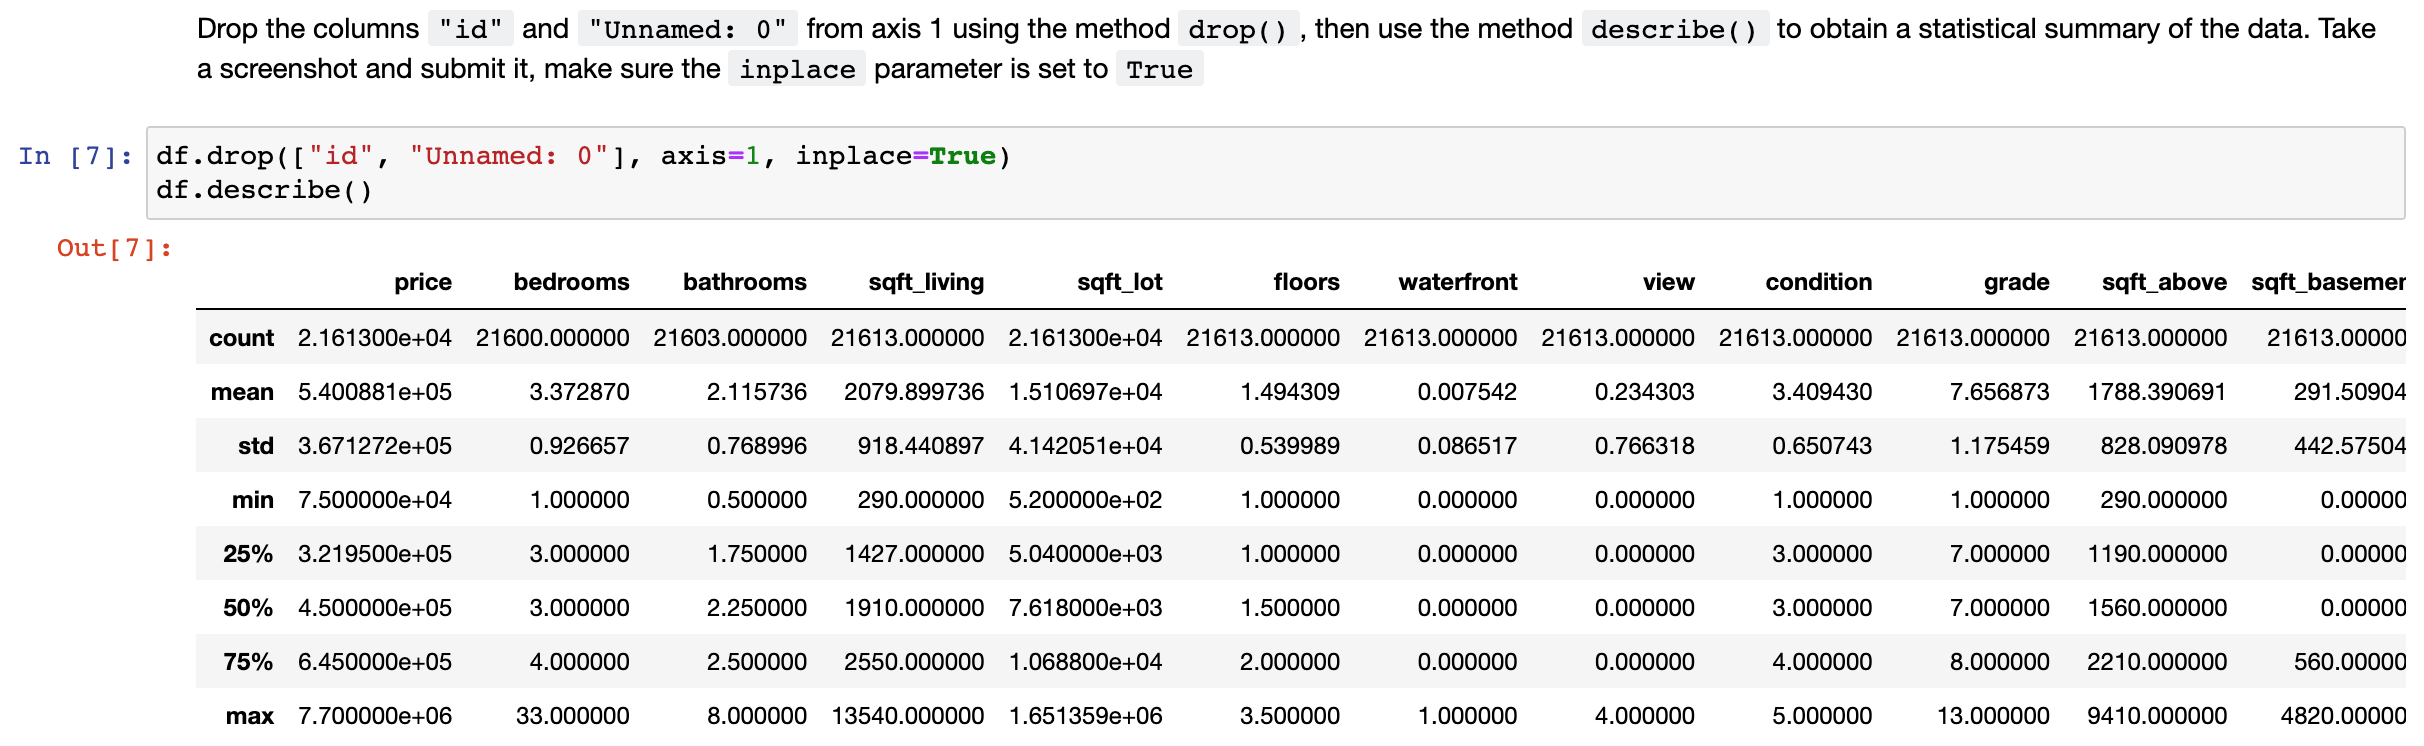 Drop the columns "id" and "Unnamed: 0" from axis 1 using the method drop(), then use the method describe() to obtain a statistical summary of the data. Take
a screenshot and submit it, make sure the inplace parameter is set to True
In [7]: df.drop(["id", "Unnamed: 0"], axis=1, inplace=True)
df.describe()
Out[7]:
price bedrooms bathrooms sqft_living sqft_lot floors waterfront view condition grade sqft_above sqft_basemer
count 2.161300e+04 21600.000000 21603.000000 21613.000000 2.161300e+04 21613.000000 21613.000000 21613.000000 21613.000000 21613.000000 21613.000000 21613.00000
mean 5.400881e+05 3.372870 2.115736 2079.899736 1.510697e+04 1.494309 0.007542 0.234303 3.409430 7.656873 1788.390691 291.50904
std 3.671272e+05 0.926657 0.768996 918.440897 4.142051e+04 0.539989 0.086517 0.766318 0.650743 1.175459 828.090978 442.57504
min 7.500000e+04 1.000000 0.500000 290.000000 5.200000e+02 1.000000 0.000000 0.000000 1.000000 1.000000 290.000000 0.00000
25% 3.219500e+05 3.000000 1.750000 1427.000000 5.040000e+03 1.000000 0.000000 0.000000 3.000000 7.000000 1190.000000 0.00000
50% 4.500000e+05 3.000000 2.250000 1910.000000 7.618000e+03 1.500000 0.000000 0.000000 3.000000 7.000000 1560.000000 0.00000
75% 6.450000e+05 4.000000 2.500000 2550.000000 1.068800e+04 2.000000 0.000000 0.000000 4.000000 8.000000 2210.000000 560.00000
max 7.700000e+06 33.000000 8.000000 13540.000000 1.651359e+06 3.500000 1.000000 4.000000 5.000000 13.000000 9410.000000 4820.00000